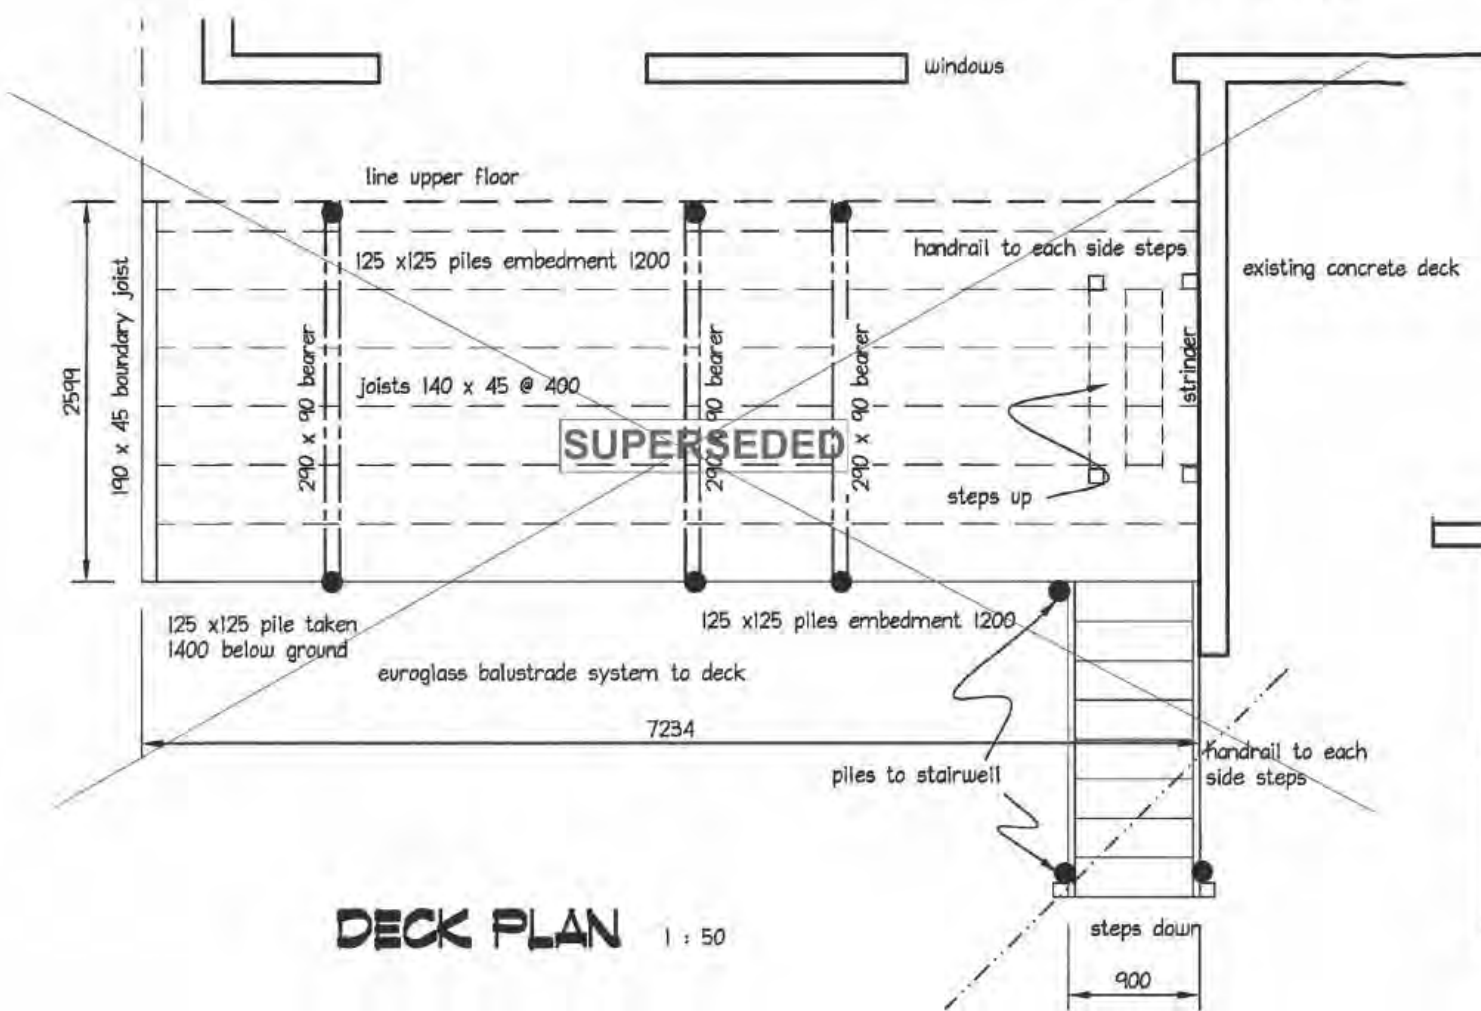 windows
line upper floor
125 x125 piles embedment 1200
handrail to each side steps
existing concrete deck
2599
190 x 45 boundary joist
290 x 90 bearer
290 x 90 bearer
290 x 90 bearer
strinder
joists 140 x 45 @ 400
SUPERSEDED
steps up
125 x125 pile taken
1400 below ground
125 x125 piles embedment 1200
euroglass balustrade system to deck
7234
handrail to each
side steps
piles to stairwell
DECK PLAN 1 : 50
steps down
900